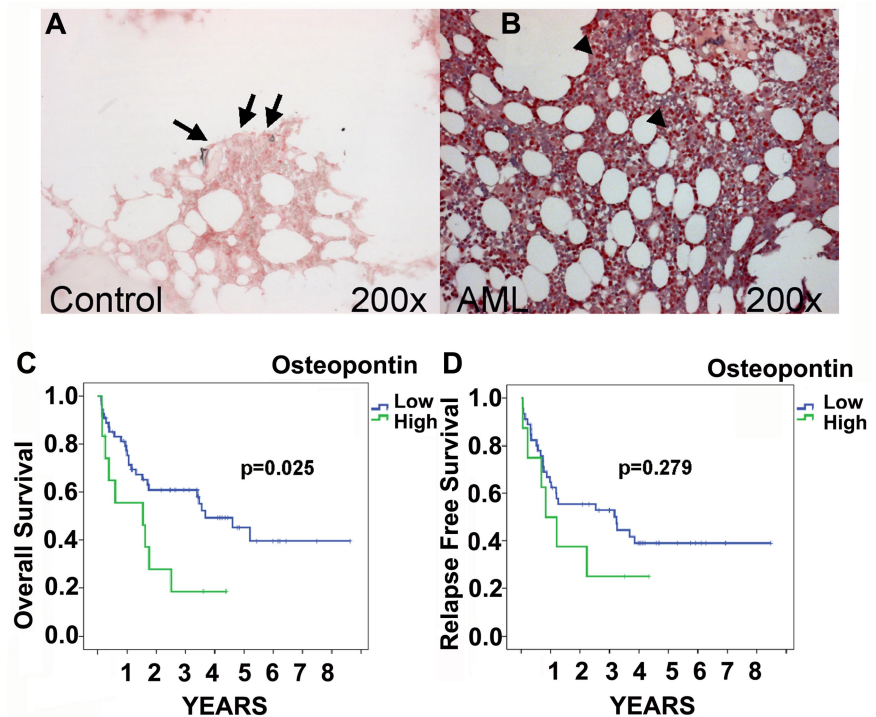 A
B
Control
200x
AML
200x
C
Osteopontin
Low
High
p=0.025
1.0
0.8
0.6
0.4
0.2
0.0
Overall Survival
1 2 3 4 5 6 7 8
YEARS
D
Osteopontin
Low
High
p=0.279
1.0
0.8
0.6
0.4
0.2
0.0
Relapse Free Survival
1 2 3 4 5 6 7 8
YEARS